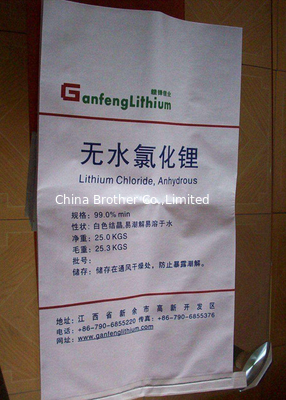 GanfengLithium
无水氯化锂
Lithium Chloride, Anhydrous
China Brother Co.,Limited
规格: 99.0% min
性状: 白色结晶,易潮解易溶于水
净重: 25.0 KGS
毛重: 25.3 KGS
批号:
储存: 储存在通风干燥处, 防止暴露潮解.
地址: 江西省新余市高新开发区
电话: +86-790-6855220 传真: +86-790-6855376
网址: www.ganfenglithium.com